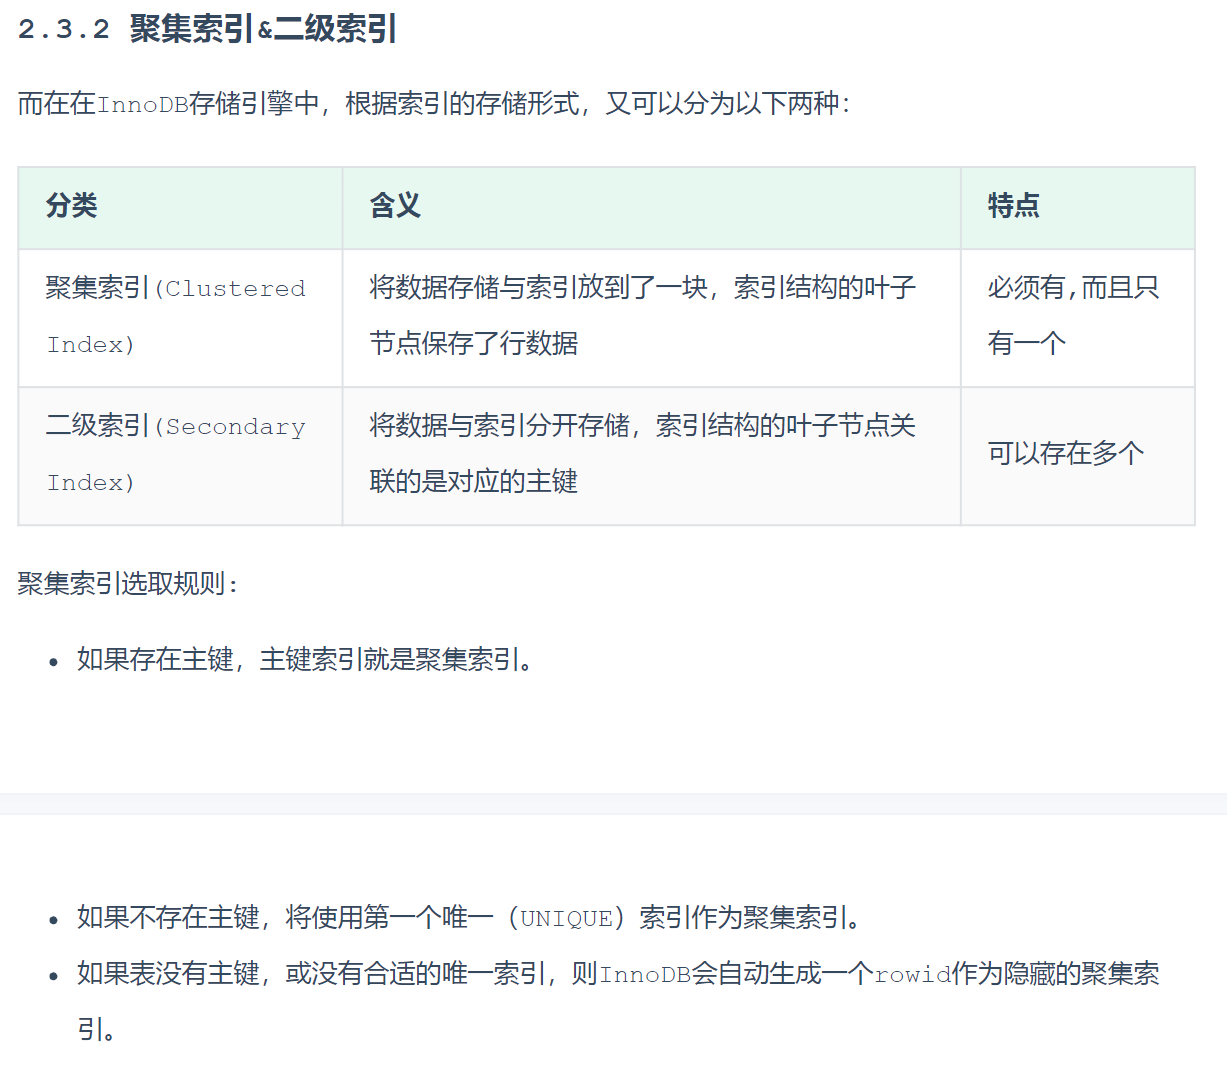 2.3.2 聚集索引&二级索引
而在在InnoDB存储引擎中，根据索引的存储形式，又可以分为以下两种：
分类 含义 特点
聚集索引(Clustered
Index)
将数据存储与索引放到了一块，索引结构的叶子
节点保存了行数据
必须有,而且只
有一个
二级索引(Secondary
Index)
将数据与索引分开存储，索引结构的叶子节点关
联的是对应的主键
可以存在多个
聚集索引选取规则:
• 如果存在主键，主键索引就是聚集索引。
• 如果不存在主键，将使用第一个唯一（UNIQUE）索引作为聚集索引。
• 如果表没有主键，或没有合适的唯一索引，则InnoDB会自动生成一个rowid作为隐藏的聚集索
引。